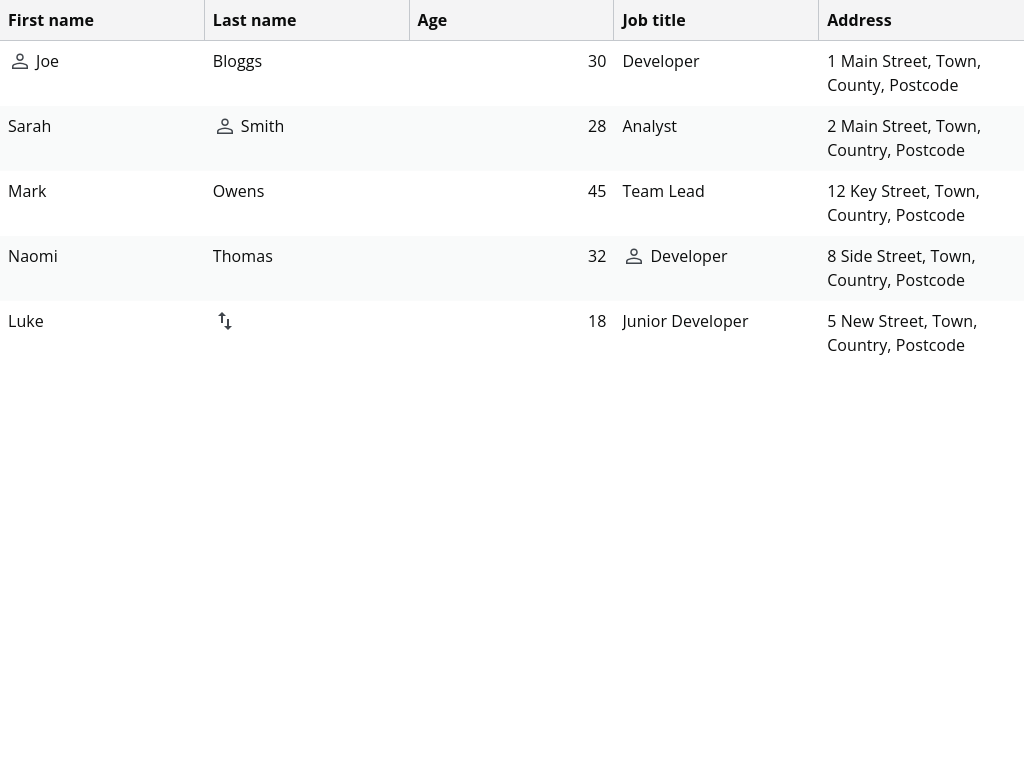 First name Last name Age Job title Address
Joe Bloggs 30 Developer 1 Main Street, Town,
County, Postcode
Sarah Smith 28 Analyst 2 Main Street, Town,
Country, Postcode
Mark Owens 45 Team Lead 12 Key Street, Town,
Country, Postcode
Naomi Thomas 32 Developer 8 Side Street, Town,
Country, Postcode
Luke 18 Junior Developer 5 New Street, Town,
Country, Postcode